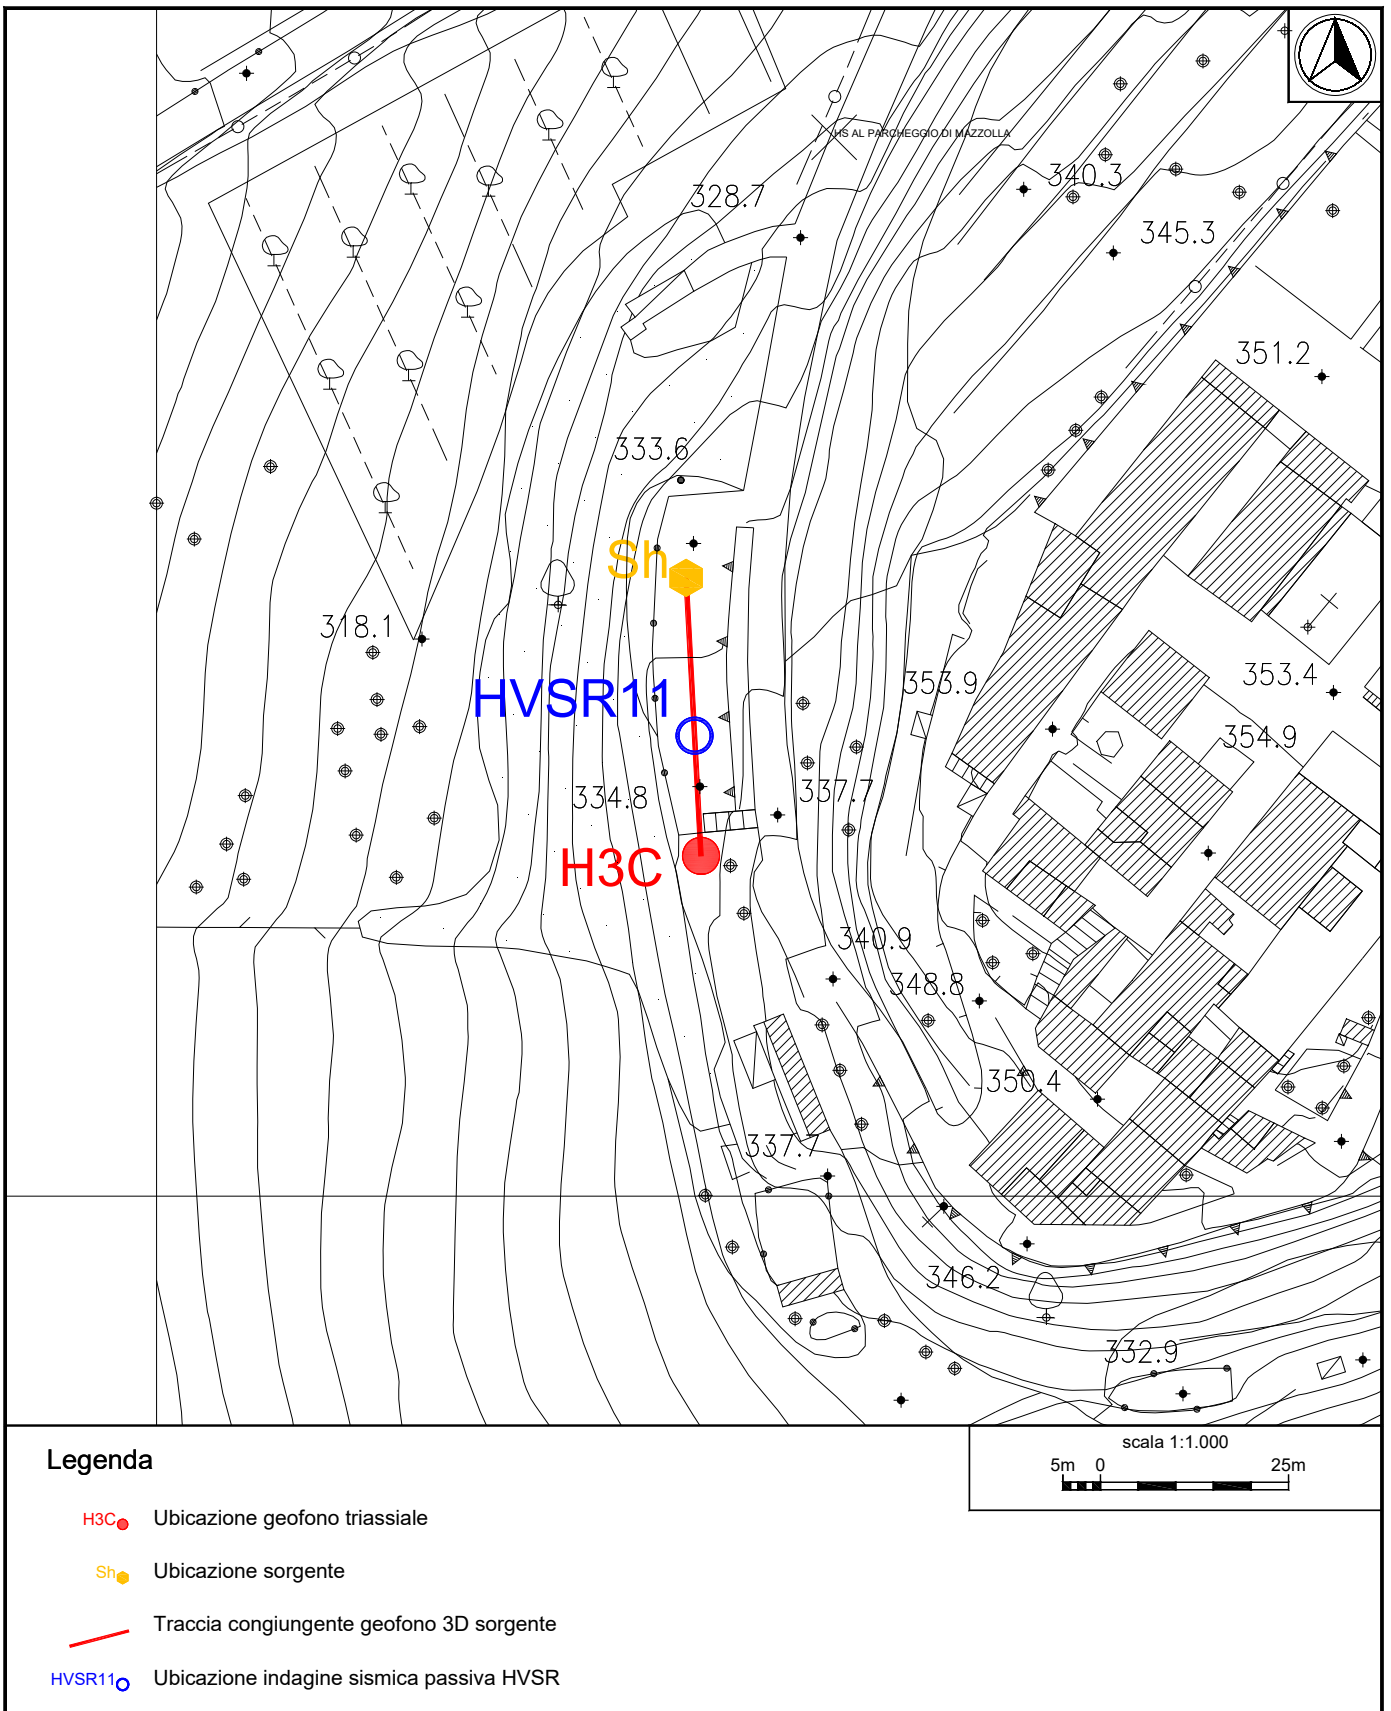 HS AL PARCHEGGIO DI MAZZOLLA
340.3
328.7
345.3
351.2
333.6
Sh
318.1
353.4
353.9
HVSR11
354.9
334.8
337.7
H3C
340.9
348.8
350.4
337.7
346.2
332.9
Legenda
scala 1:1.000
5m 0 25m
H3C Ubicazione geofono triassiale
Sh Ubicazione sorgente
Traccia congiungente geofono 3D sorgente
HVSR11 Ubicazione indagine sismica passiva HVSR